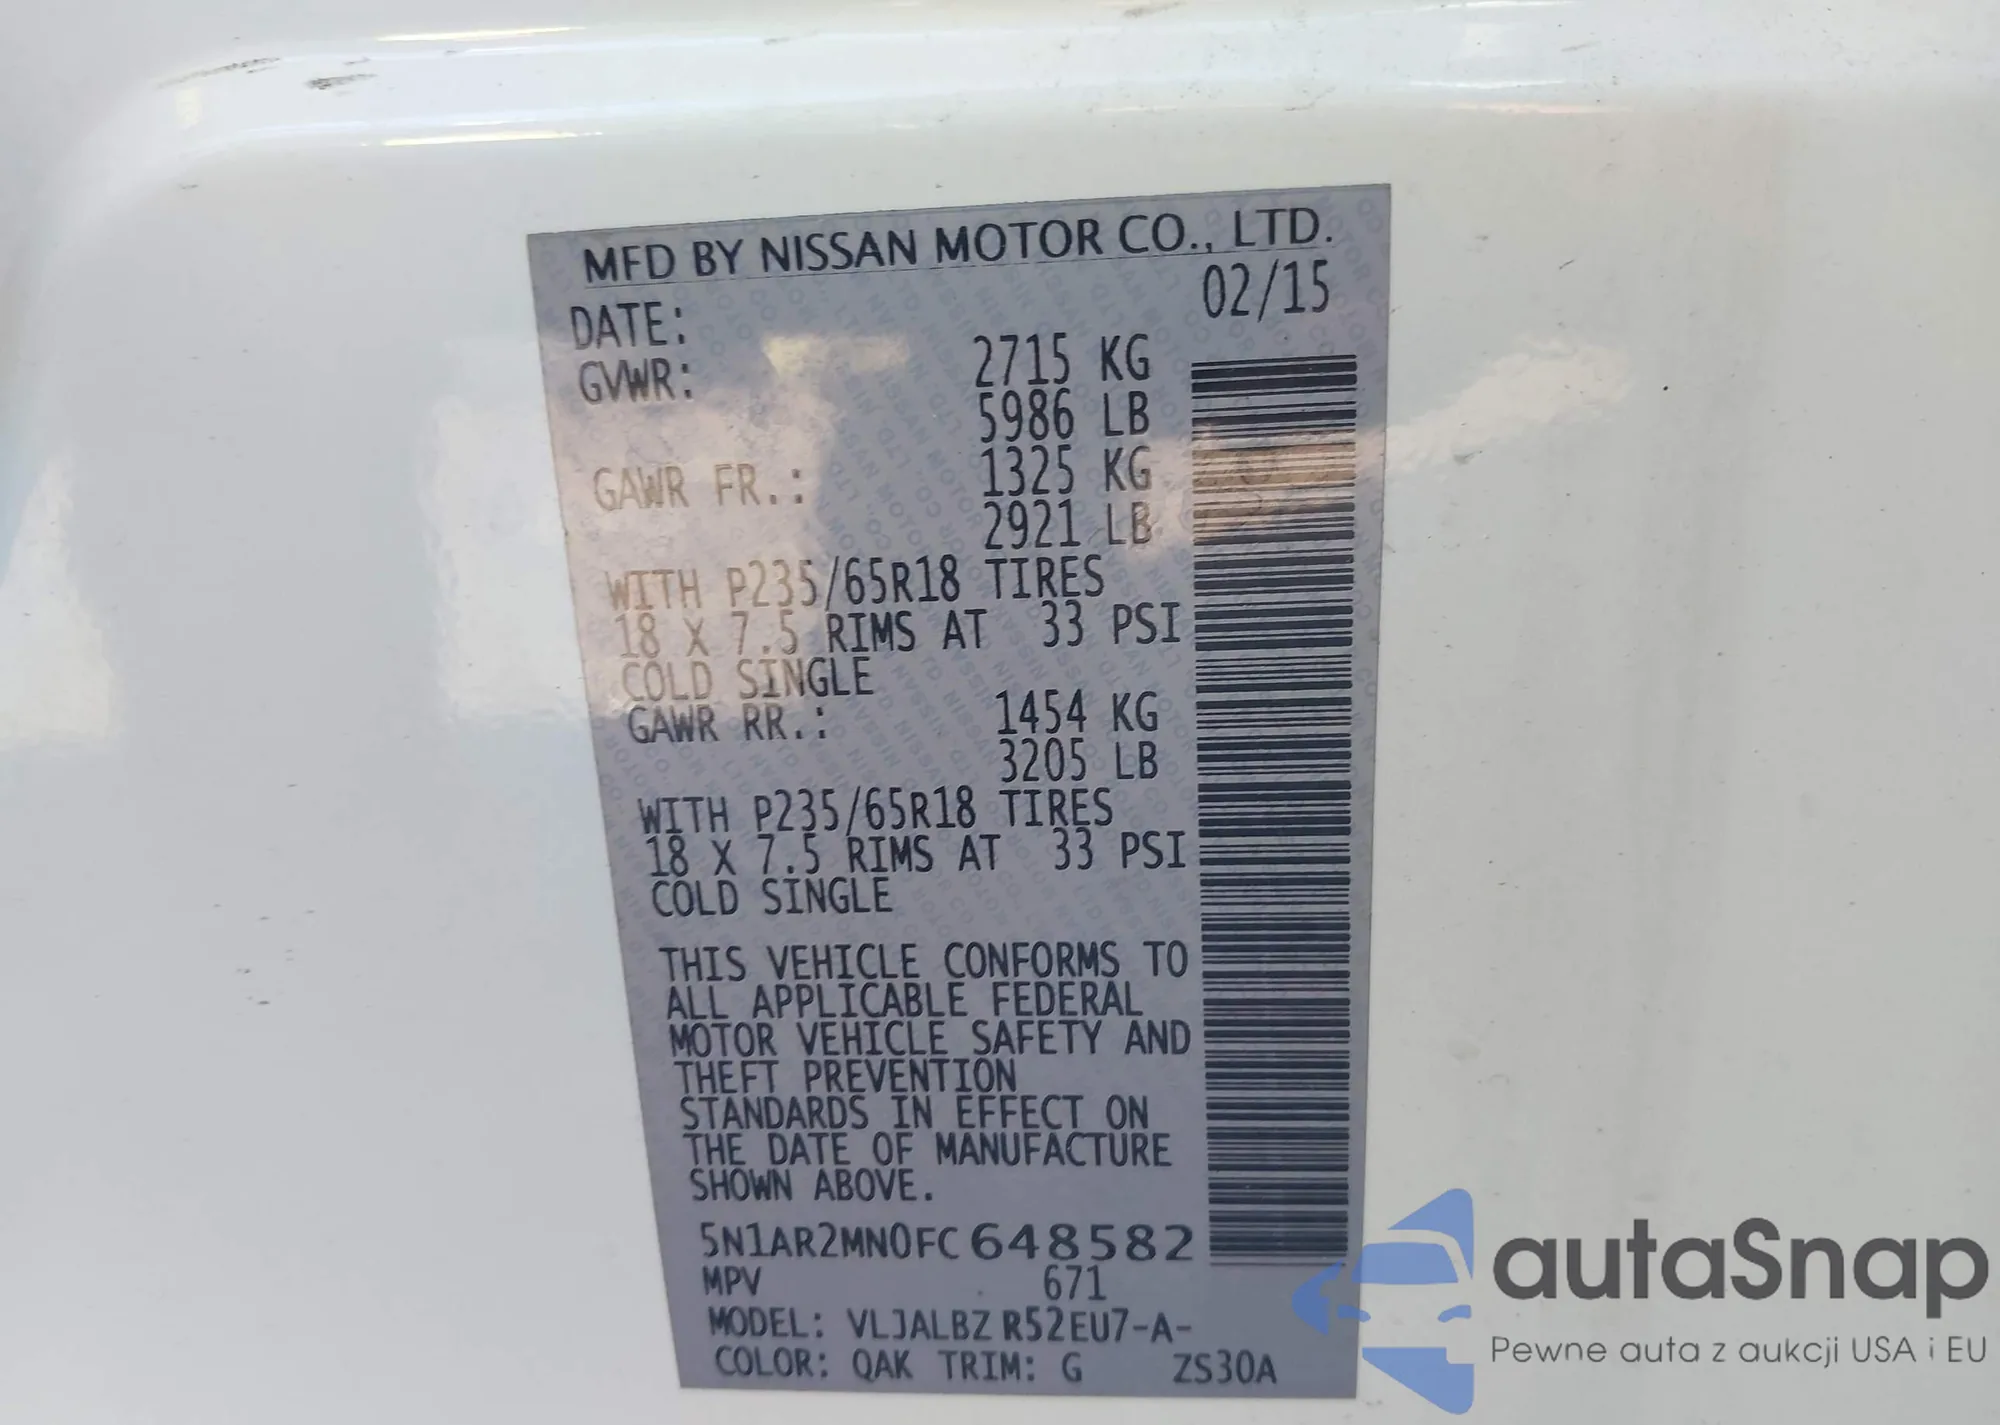 MFD BY NISSAN MOTOR CO., LTD.
DATE: 02/15
GVWR: 2715 KG
5986 LB
GAWR FR.: 1325 KG
2921 LB
WITH P235/65R18 TIRES
18 X 7.5 RIMS AT 33 PSI
COLD SINGLE
GAWR RR.: 1454 KG
3205 LB
WITH P235/65R18 TIRES
18 X 7.5 RIMS AT 33 PSI
COLD SINGLE
THIS VEHICLE CONFORMS TO
ALL APPLICABLE FEDERAL
MOTOR VEHICLE SAFETY AND
THEFT PREVENTION
STANDARDS IN EFFECT ON
THE DATE OF MANUFACTURE
SHOWN ABOVE.
5N1AR2MN0FC648582
MPV 671
MODEL: VLJALBZ R52EU7-A-
COLOR: QAK TRIM: G ZS30A
autaSnap
Pewne auta z aukcji USA i EU